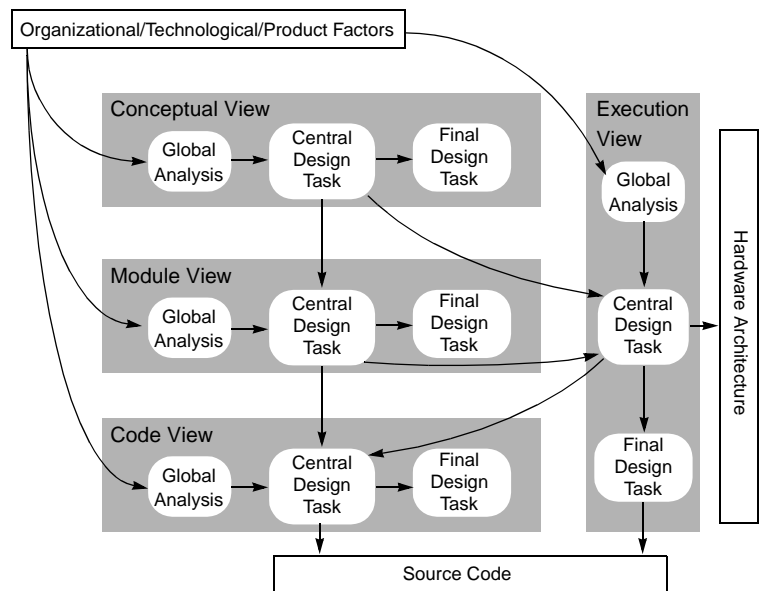 Organizational/Technological/Product Factors
Conceptual View
Global
Analysis
Central
Design
Task
Final
Design
Task
Execution
View
Global
Analysis
Module View
Global
Analysis
Central
Design
Task
Final
Design
Task
Central
Design
Task
Hardware Architecture
Code View
Global
Analysis
Central
Design
Task
Final
Design
Task
Final
Design
Task
Source Code